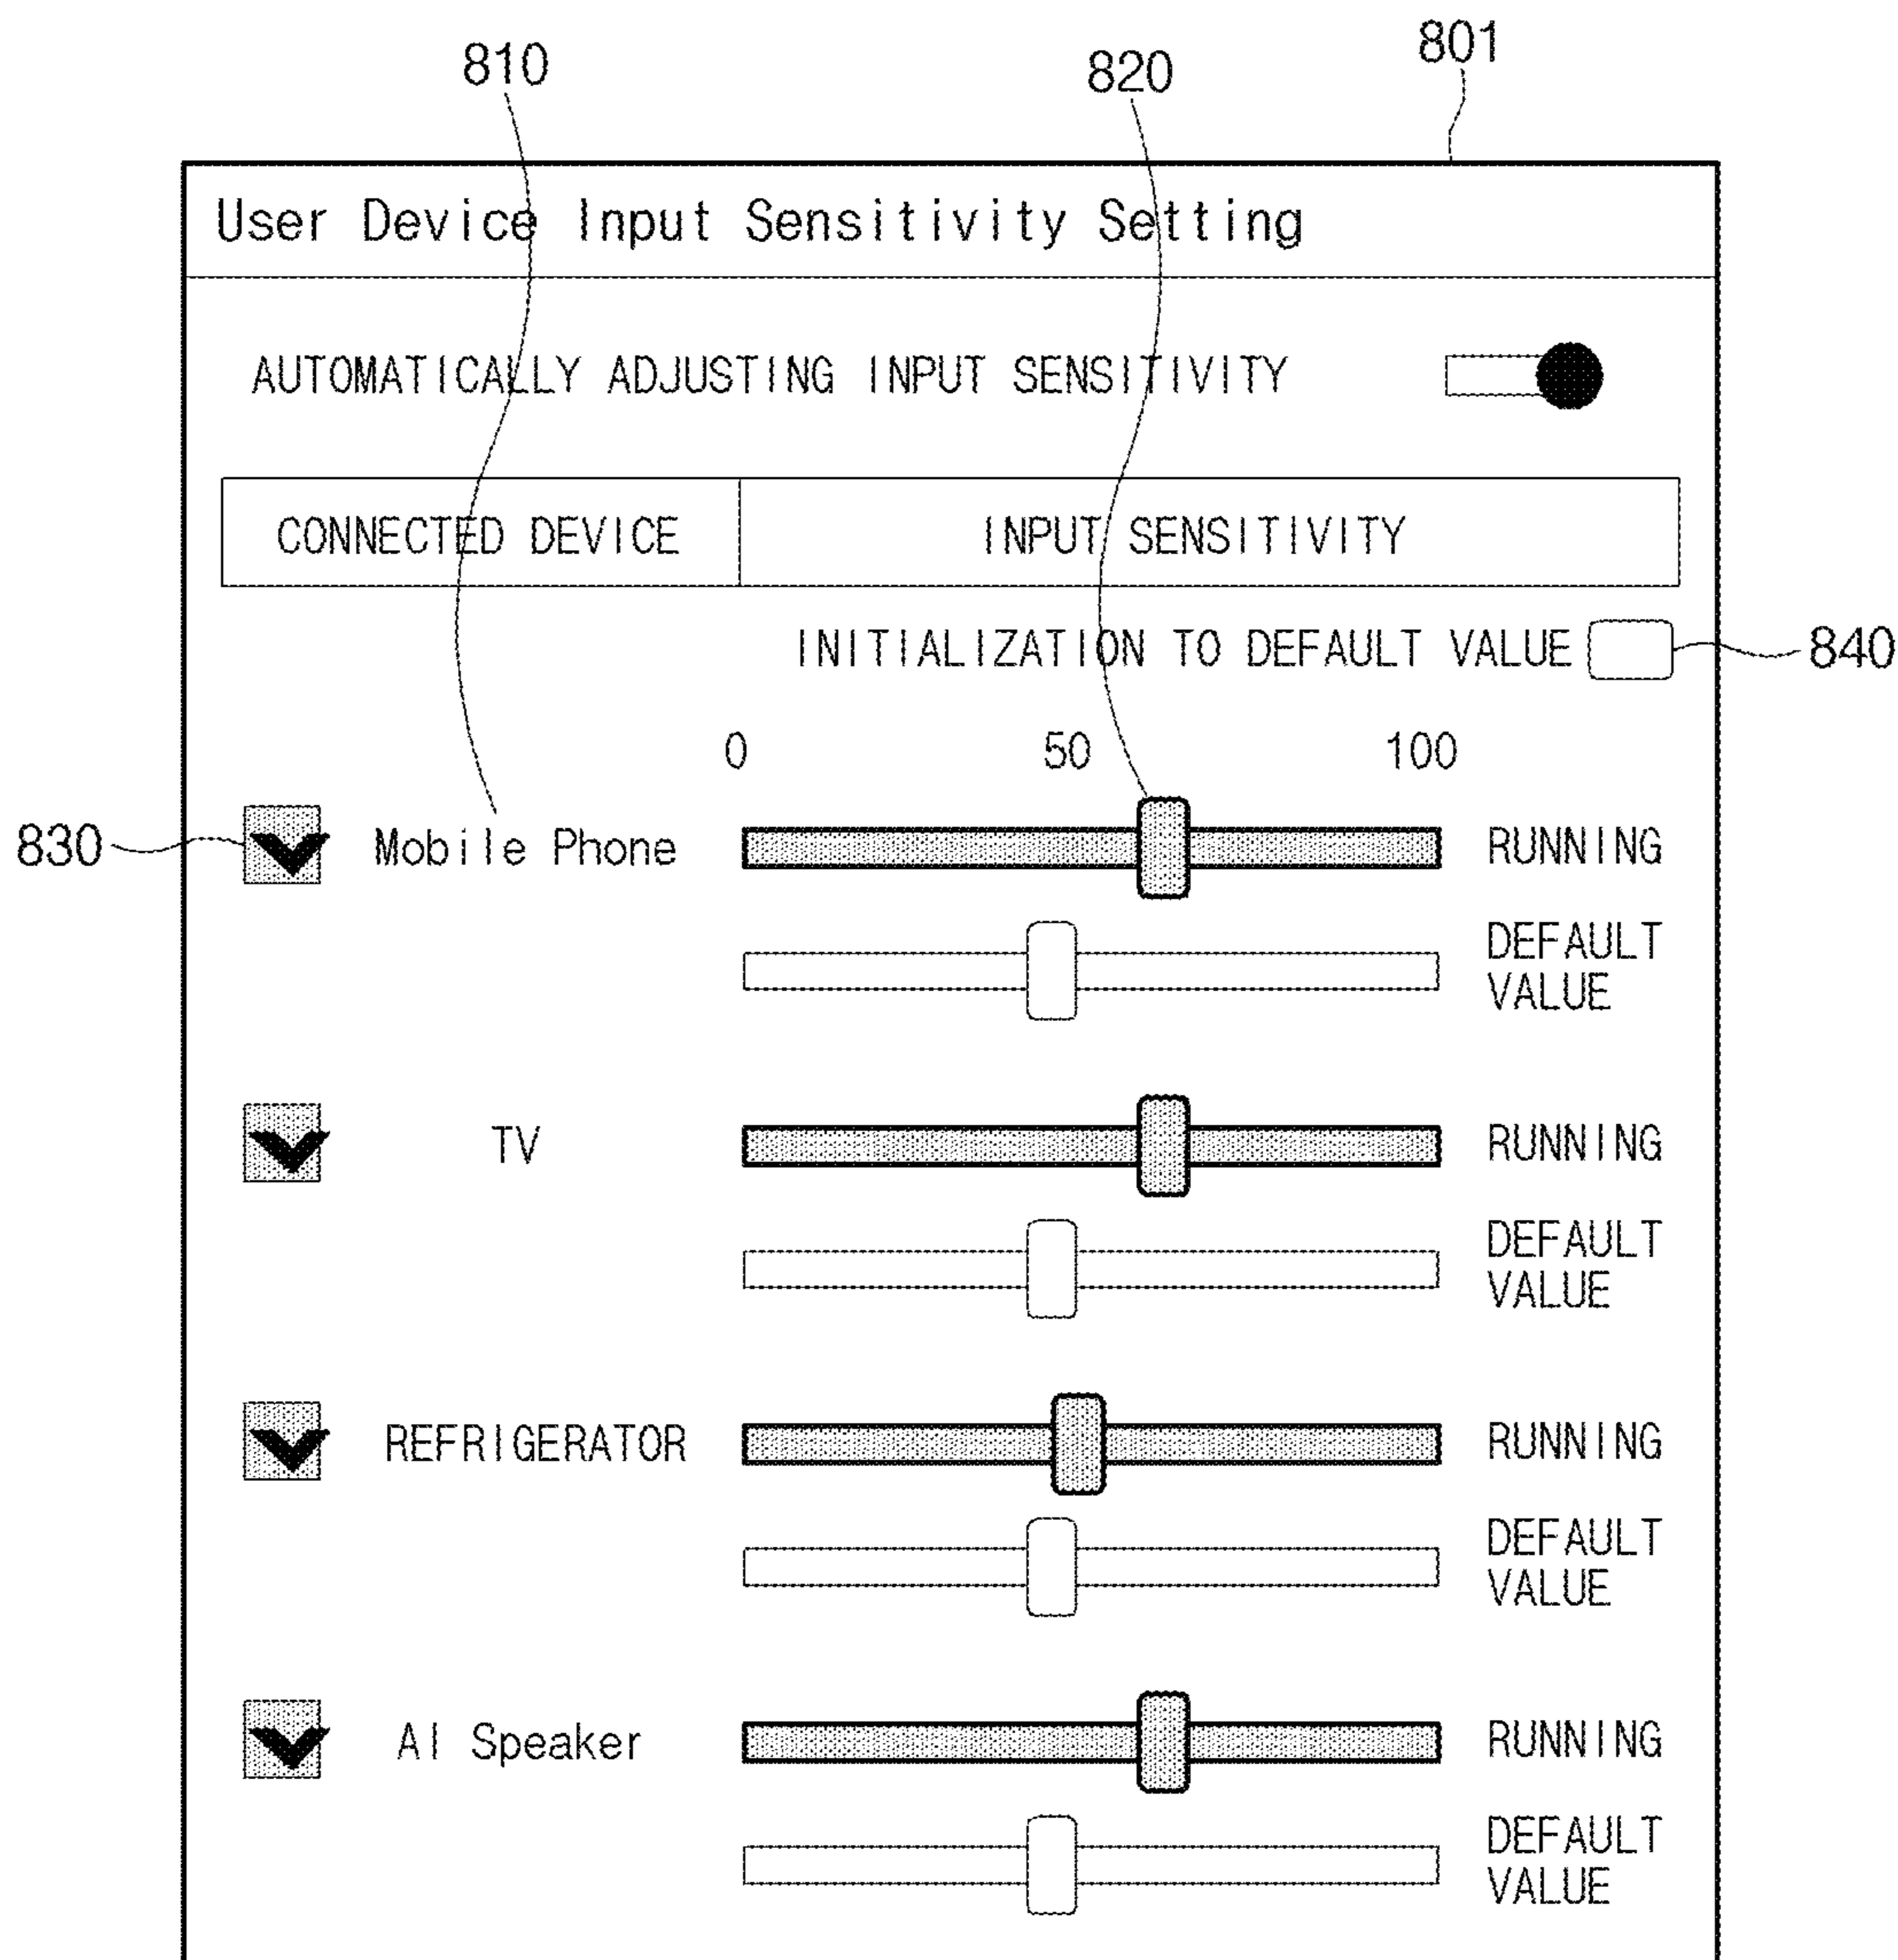 810
820
801
User Device Input Sensitivity Setting
AUTOMATICALLY ADJUSTING INPUT SENSITIVITY
CONNECTED DEVICE INPUT SENSITIVITY
INITIALIZATION TO DEFAULT VALUE 840
0 50 100
830 Mobile Phone RUNNING
DEFAULT
VALUE
TV RUNNING
DEFAULT
VALUE
REFRIGERATOR RUNNING
DEFAULT
VALUE
AI Speaker RUNNING
DEFAULT
VALUE